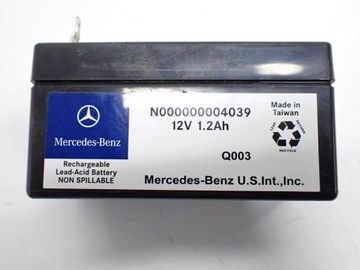 N000000004039
12V 1.2Ah
Made in
Taiwan
Mercedes-Benz
Rechargeable
Lead-Acid Battery
NON SPILLABLE
RECYCLE
Q003
Mercedes-Benz U.S.Int.,Inc.